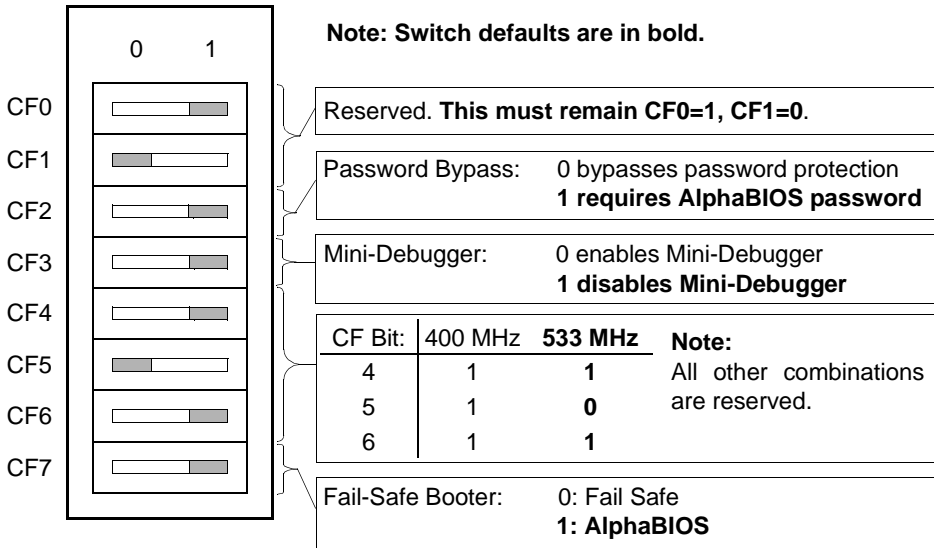 Note: Switch defaults are in bold.
0 1
CF0
CF1
CF2
CF3
CF4
CF5
CF6
CF7
Reserved. This must remain CF0=1, CF1=0.
Password Bypass: 0 bypasses password protection
1 requires AlphaBIOS password
Mini-Debugger: 0 enables Mini-Debugger
1 disables Mini-Debugger
CF Bit: 400 MHz 533 MHz
4 1 1
5 1 0
6 1 1
Note:
All other combinations
are reserved.
Fail-Safe Booter: 0: Fail Safe
1: AlphaBIOS